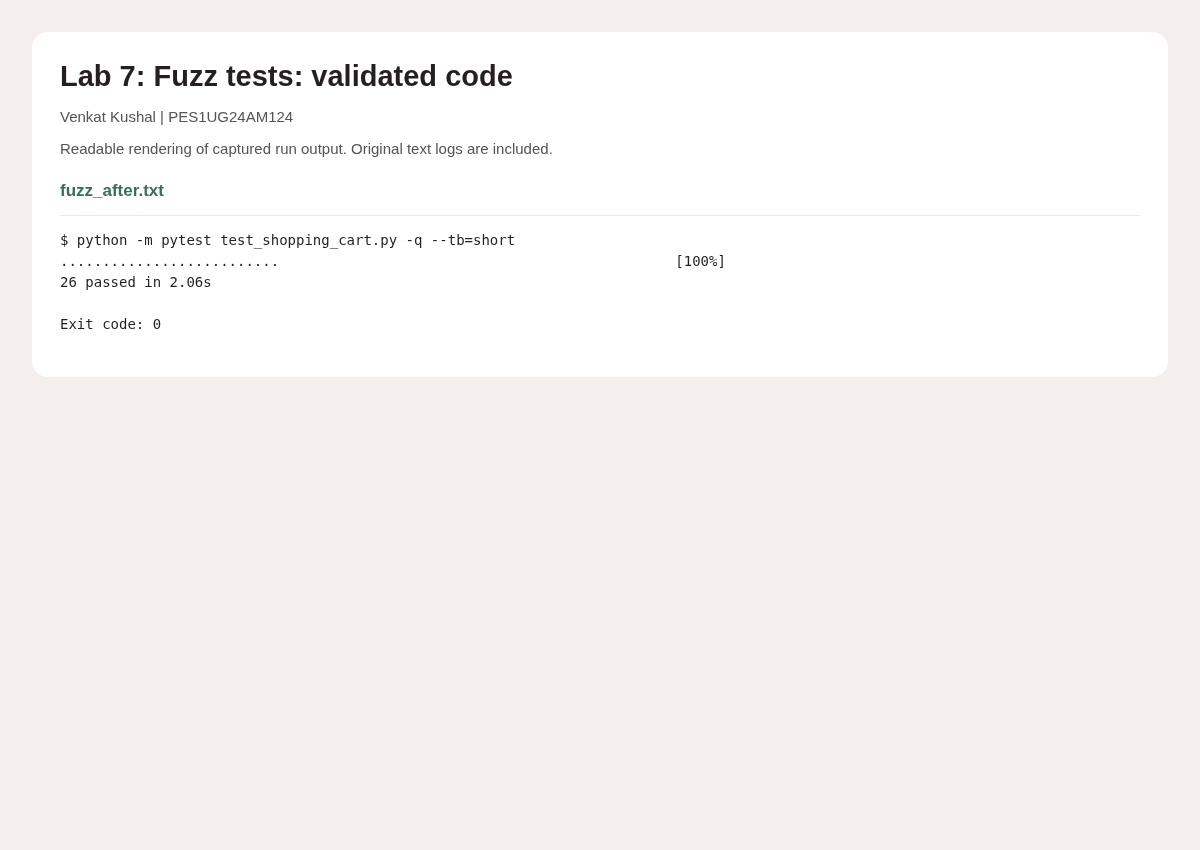 Lab 7: Fuzz tests: validated code
Venkat Kushal | PES1UG24AM124
Readable rendering of captured run output. Original text logs are included.
fuzz_after.txt
$ python -m pytest test_shopping_cart.py -q --tb=short
.......................... [100%]
26 passed in 2.06s
Exit code: 0